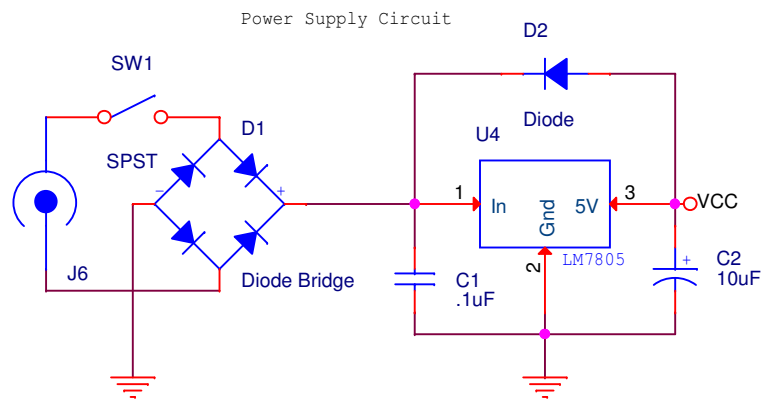 Power Supply Circuit
D2
SW1
D1
U4
Diode
SPST
1
3
- +
In
Gnd
5V
VCC
2
LM7805
J6
Diode Bridge
C1
.1uF
+
C2
10uF